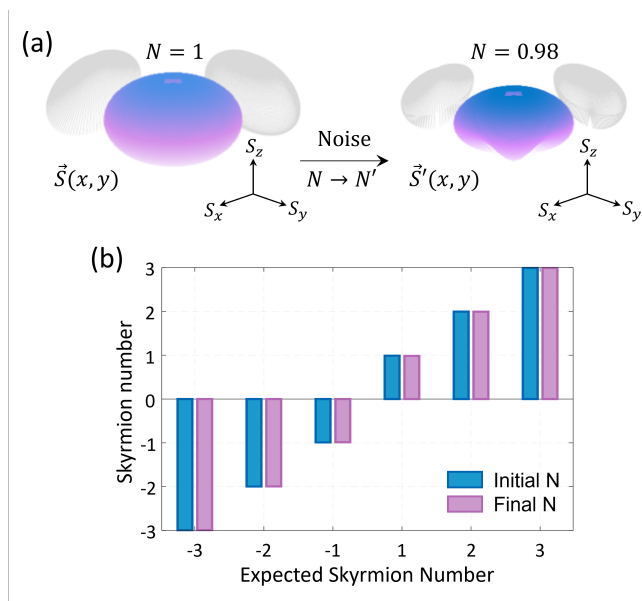 (a)
N = 1
N = 0.98
Noise
N → N′
S⃗(x, y)
S⃗′(x, y)
S_z
S_x
S_y
S_z
S_x
S_y
(b)
Skyrmion number
3
2
1
0
-1
-2
-3
Initial N
Final N
-3 -2 -1 1 2 3
Expected Skyrmion Number